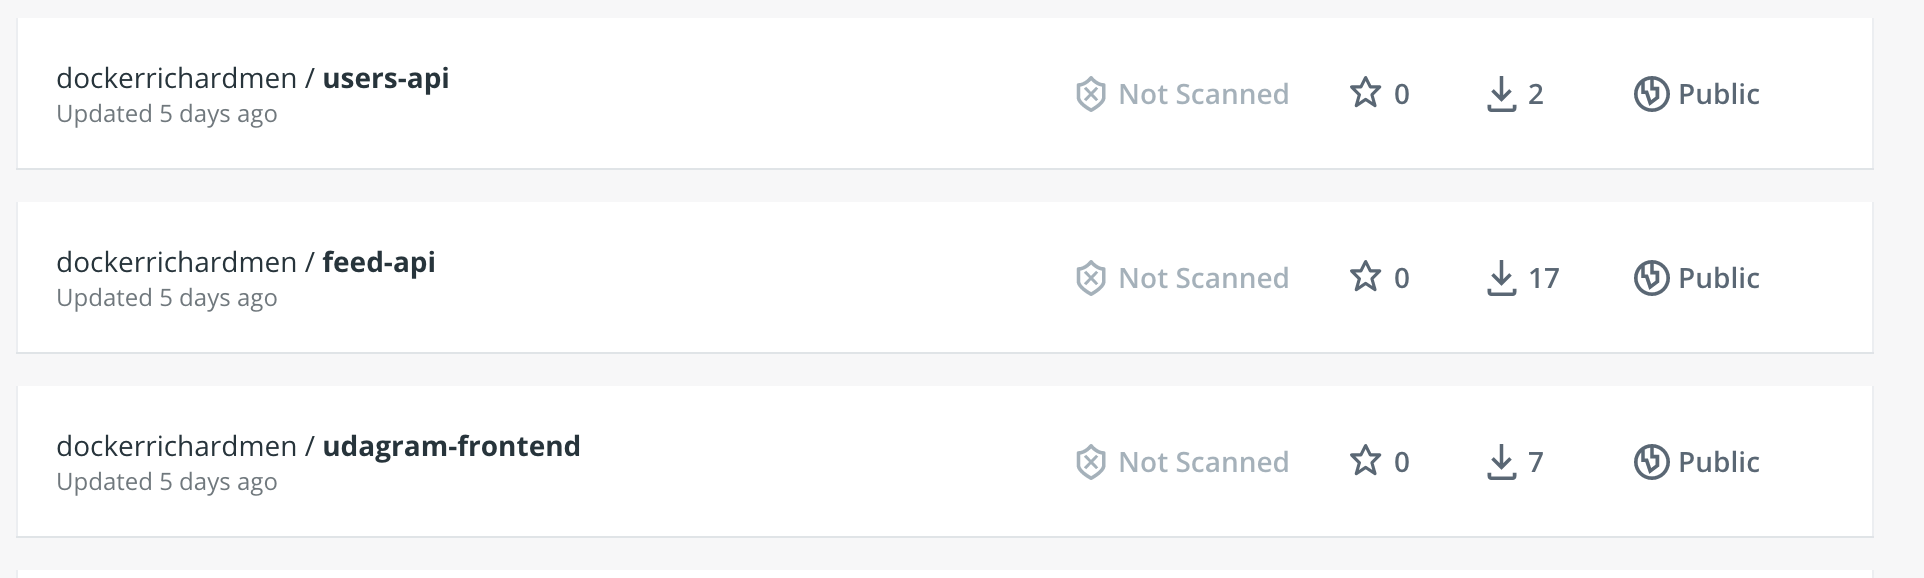 dockerrichardmen / users-api
Updated 5 days ago
Not Scanned 0 2 Public
dockerrichardmen / feed-api
Updated 5 days ago
Not Scanned 0 17 Public
dockerrichardmen / udagram-frontend
Updated 5 days ago
Not Scanned 0 7 Public